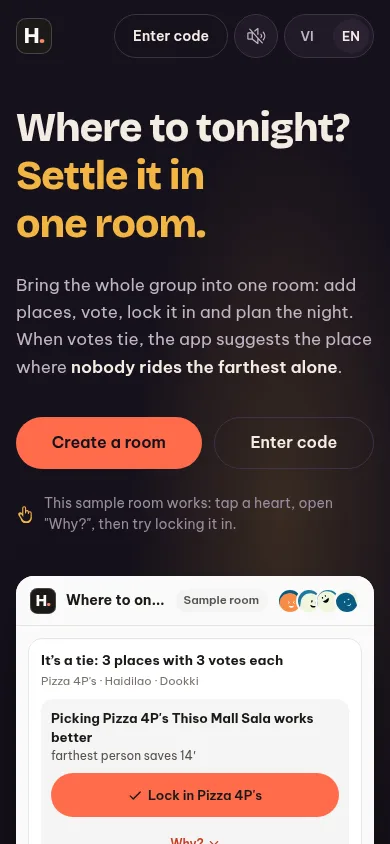 H.
Enter code
VI
EN
Where to tonight?
Settle it in
one room.
Bring the whole group into one room: add
places, vote, lock it in and plan the night.
When votes tie, the app suggests the place
where nobody rides the farthest alone.
Create a room
Enter code
This sample room works: tap a heart, open
"Why?", then try locking it in.
H.
Where to on...
Sample room
It's a tie: 3 places with 3 votes each
Pizza 4P's · Haidilao · Dookki
Picking Pizza 4P's Thiso Mall Sala works
better
farthest person saves 14'
Lock in Pizza 4P's
Why?